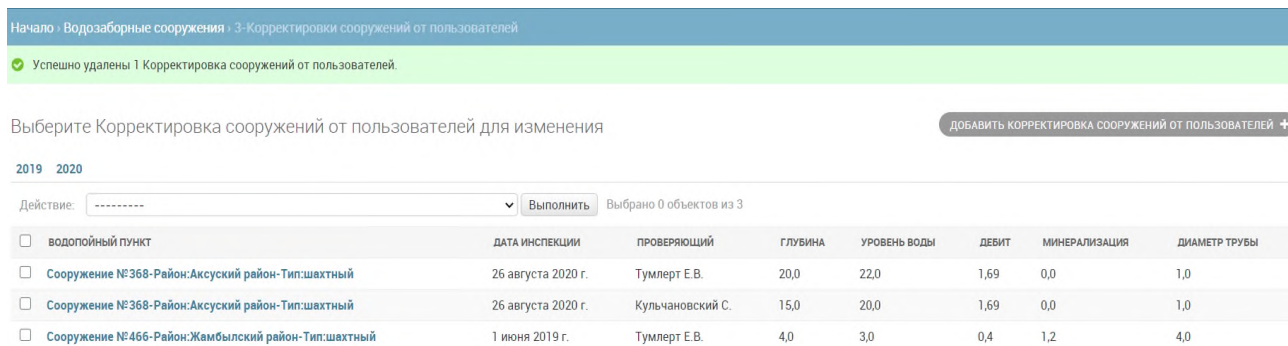 Начало › Водозаборные сооружения › 3-Корректировки сооружений от пользователей
Успешно удалены 1 Корректировка сооружений от пользователей.
Выберите Корректировка сооружений от пользователей для изменения
ДОБАВИТЬ КОРРЕКТИРОВКА СООРУЖЕНИЙ ОТ ПОЛЬЗОВАТЕЛЕЙ +
2019 2020
Действие: --------- Выполнить Выбрано 0 объектов из 3
ВОДОПОЙНЫЙ ПУНКТ ДАТА ИНСПЕКЦИИ ПРОВЕРЯЮЩИЙ ГЛУБИНА УРОВЕНЬ ВОДЫ ДЕБИТ МИНЕРАЛИЗАЦИЯ ДИАМЕТР ТРУБЫ
Сооружение №368-Район:Аксуский район-Тип:шахтный 26 августа 2020 г. Тумлерт Е.В. 20,0 22,0 1,69 0,0 1,0
Сооружение №368-Район:Аксуский район-Тип:шахтный 26 августа 2020 г. Кульчановский С. 15,0 20,0 1,69 0,0 1,0
Сооружение №466-Район:Жамбылский район-Тип:шахтный 1 июня 2019 г. Тумлерт Е.В. 4,0 3,0 0,4 1,2 4,0